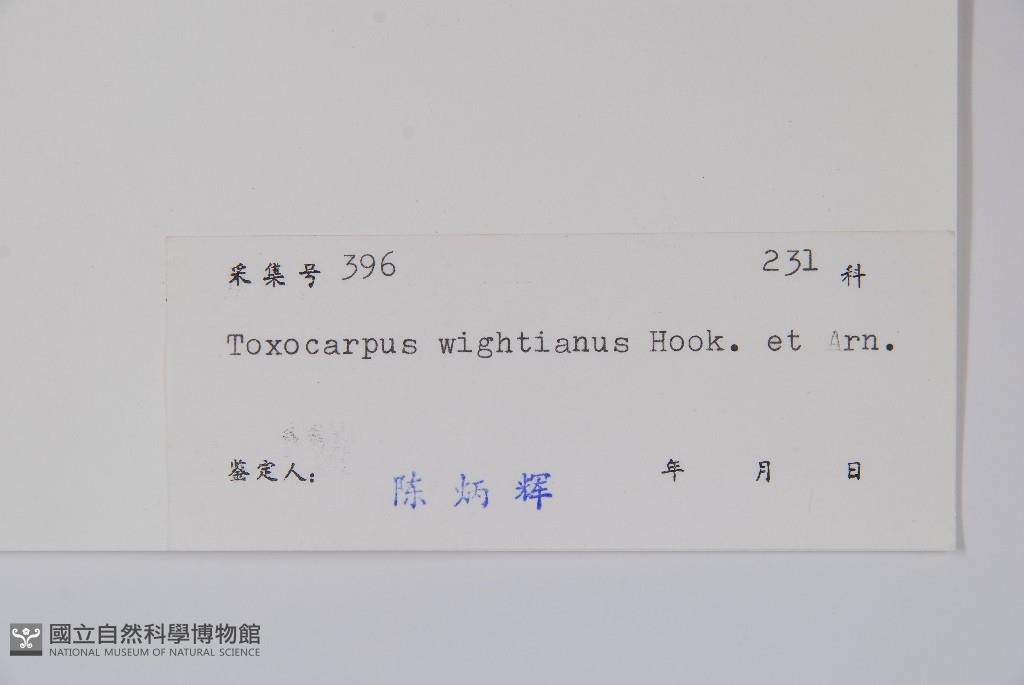 采集号 396 231 科
Toxocarpus wightianus Hook. et Arn.
鉴定人: 陈炳辉 年 月 日
國立自然科學博物館
NATIONAL MUSEUM OF NATURAL SCIENCE